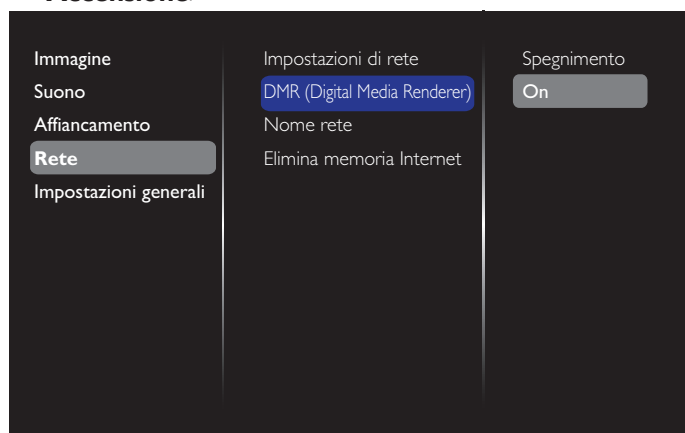 Immagine
Suono
Affiancamento
Rete
Impostazioni generali
Impostazioni di rete
DMR (Digital Media Renderer)
Nome rete
Elimina memoria Internet
Spegnimento
On